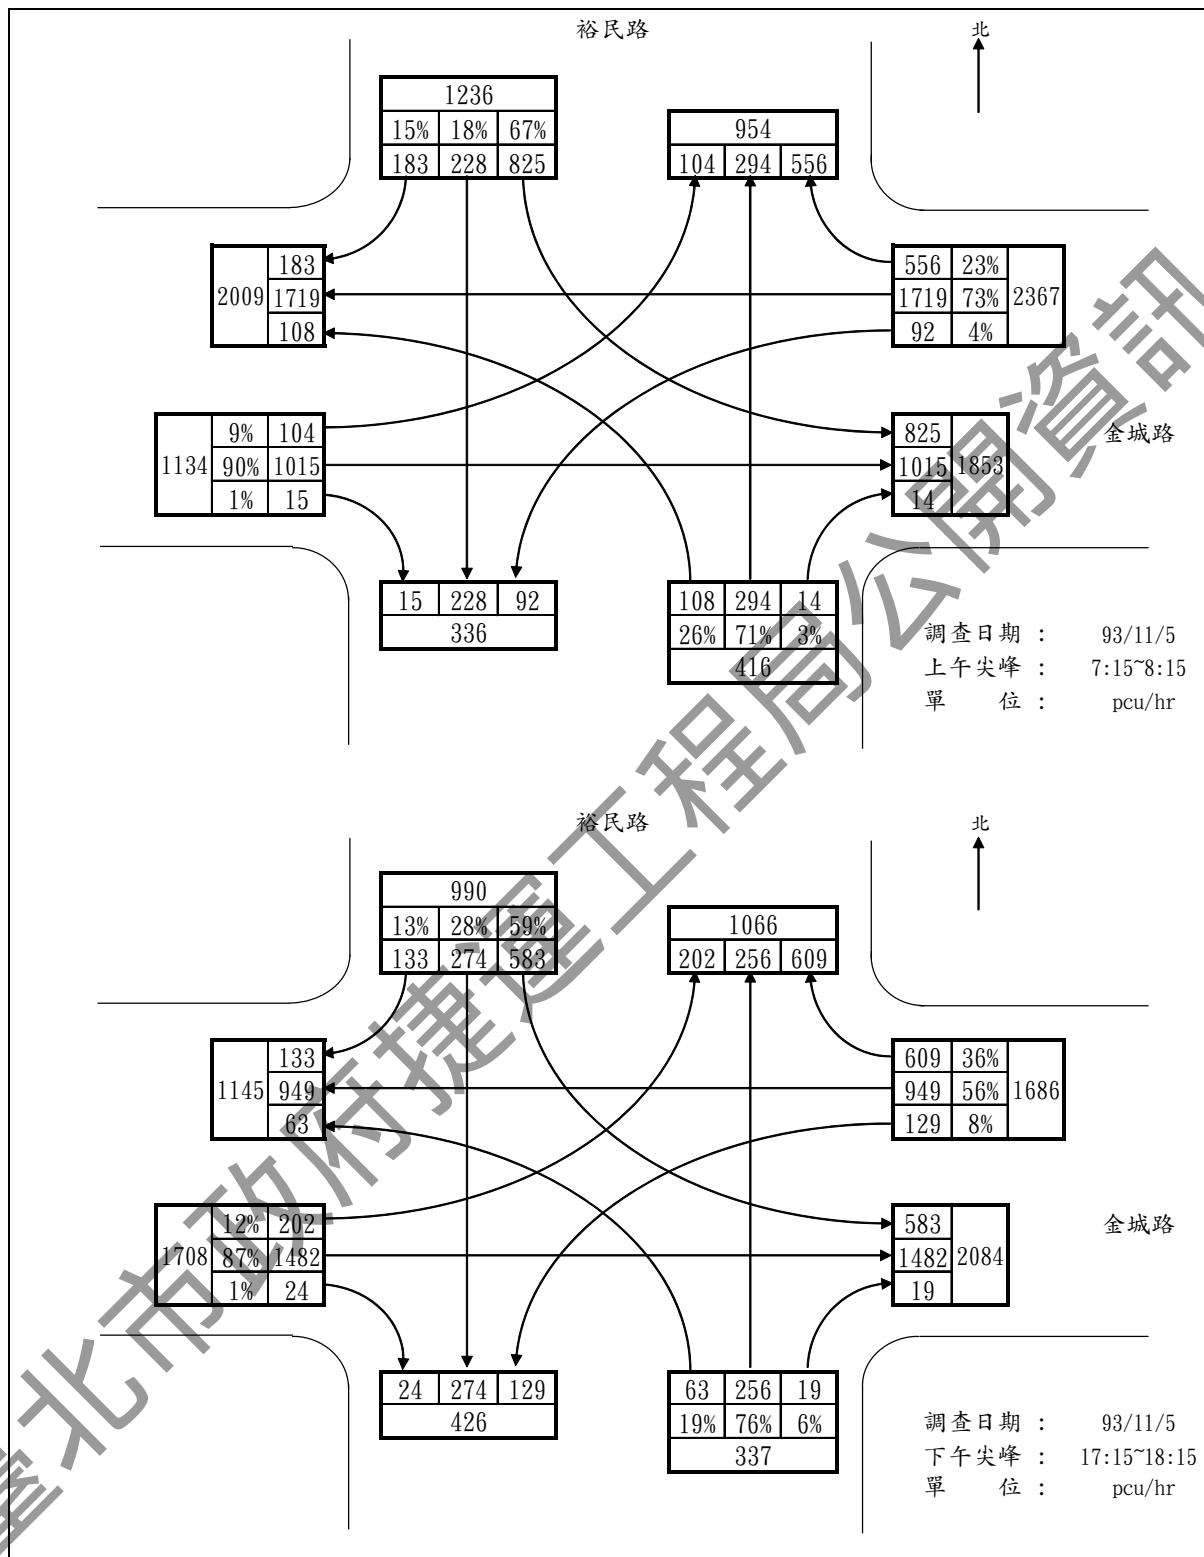 裕民路
北
1236
15% 18% 67%
183 228 825
954
104 294 556
2009
183
1719
108
556 23%
1719 73%
92 4%
2367
1134
9% 104
90% 1015
1% 15
825
1015
14
1853
金城路
15 228 92
336
108 294 14
26% 71% 3%
416
調查日期 : 93/11/5
上午尖峰 : 7:15~8:15
單 位 : pcu/hr
裕民路
北
990
13% 28% 59%
133 274 583
1066
202 256 609
1145
133
949
63
609 36%
949 56%
129 8%
1686
1708
12% 202
87% 1482
1% 24
583
1482
19
2084
金城路
24 274 129
426
63 256 19
19% 76% 6%
337
調查日期 : 93/11/5
下午尖峰 : 17:15~18:15
單 位 : pcu/hr
臺北市政府捷運工程局公開資訊